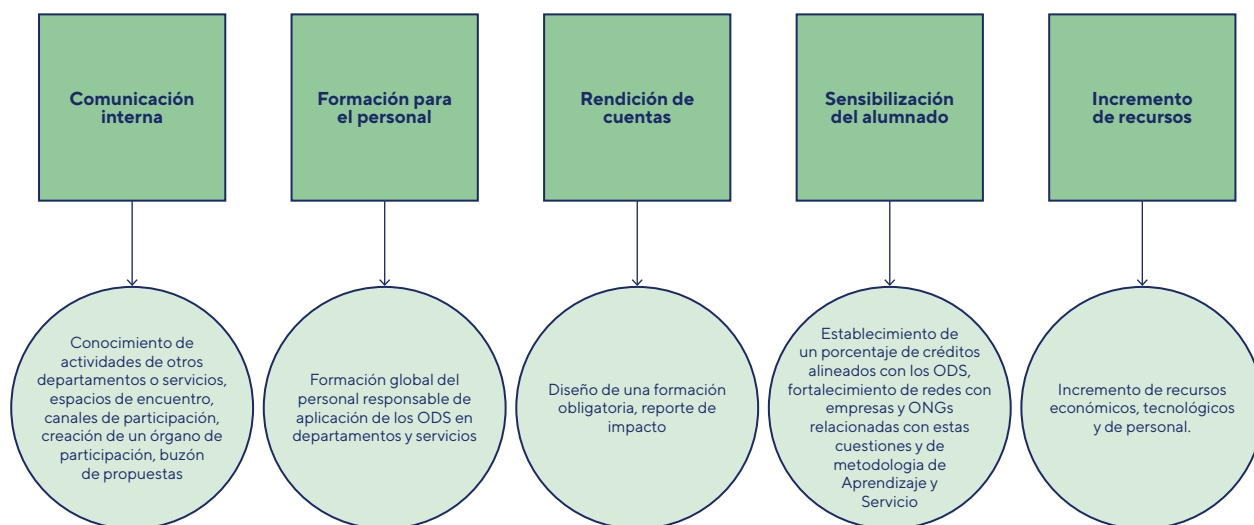 Comunicación
interna
Formación para
el personal
Rendición de
cuentas
Sensibilización
del alumnado
Incremento
de recursos
Conocimiento de
actividades de otros
departamentos o servicios,
espacios de encuentro,
canales de participación,
creación de un órgano de
participación, buzón
de propuestas
Formación global del
personal responsable de
aplicación de los ODS en
departamentos y servicios
Diseño de una formación
obligatoria, reporte de
impacto
Establecimiento de
un porcentaje de créditos
alineados con los ODS,
fortalecimiento de redes con
empresas y ONGs
relacionadas con estas
cuestiones y de
metodologia de
Aprendizaje y
Servicio
Incremento de recursos
económicos, tecnológicos
y de personal.